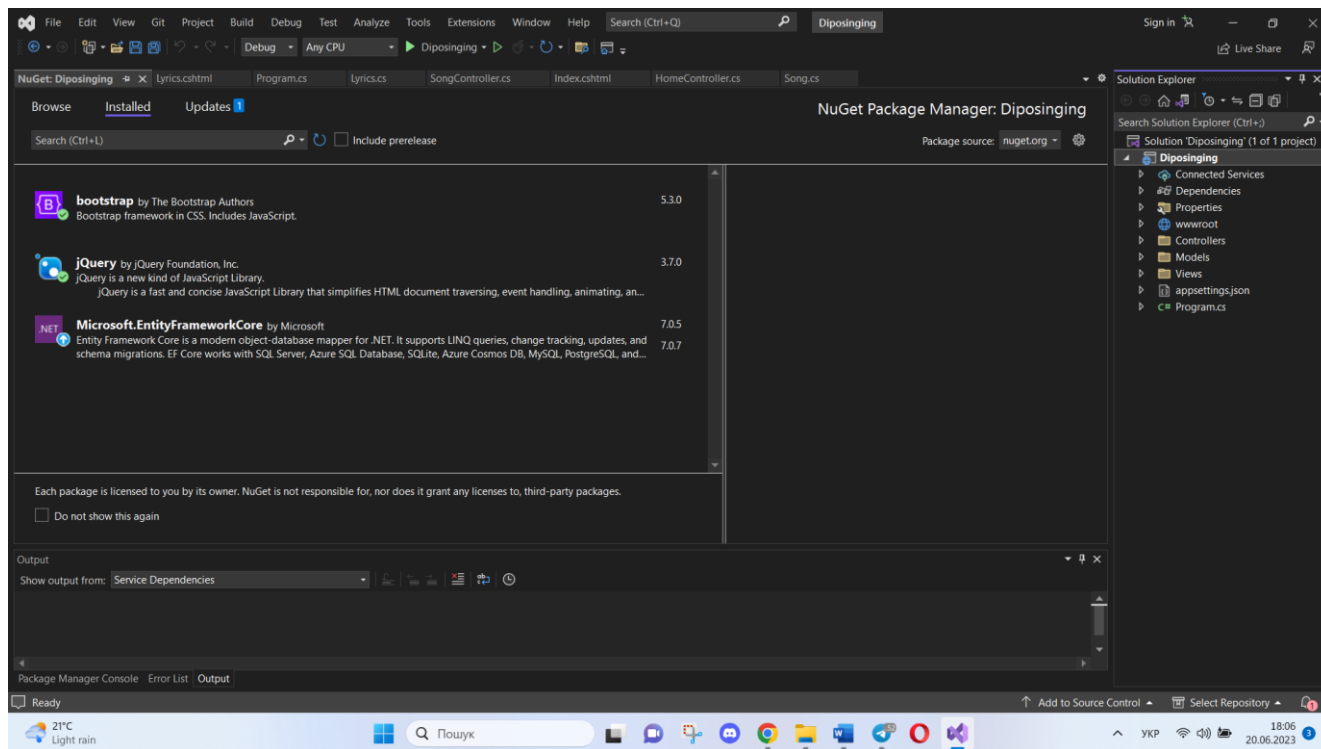 File Edit View Git Project Build Debug Test Analyze Tools Extensions Window Help Search (Ctrl+Q) Diposinging Sign in
Debug Any CPU Diposinging Live Share
NuGet: Diposinging Lyrics.cshtml Program.cs Lyrics.cs SongController.cs Index.cshtml HomeController.cs Song.cs
Browse Installed Updates 1
NuGet Package Manager: Diposinging
Search (Ctrl+L) Include prerelease
Package source: nuget.org
{B}
bootstrap by The Bootstrap Authors 5.3.0
Bootstrap framework in CSS. Includes JavaScript.
jQuery by jQuery Foundation, Inc. 3.7.0
jQuery is a new kind of JavaScript Library.
jQuery is a fast and concise JavaScript Library that simplifies HTML document traversing, event handling, animating, an...
.NET
Microsoft.EntityFrameworkCore by Microsoft 7.0.5
Entity Framework Core is a modern object-database mapper for .NET. It supports LINQ queries, change tracking, updates, and 7.0.7
schema migrations. EF Core works with SQL Server, Azure SQL Database, SQLite, Azure Cosmos DB, MySQL, PostgreSQL, and...
Each package is licensed to you by its owner. NuGet is not responsible for, nor does it grant any licenses to, third-party packages.
Do not show this again
Output
Show output from: Service Dependencies
Package Manager Console Error List Output
Solution Explorer
Search Solution Explorer (Ctrl+;)
Solution 'Diposinging' (1 of 1 project)
Diposinging
Connected Services
Dependencies
Properties
wwwroot
Controllers
Models
Views
appsettings.json
C# Program.cs
Ready Add to Source Control Select Repository 1
21°C
Light rain
Пошук
УКР
18:06
20.06.2023
3